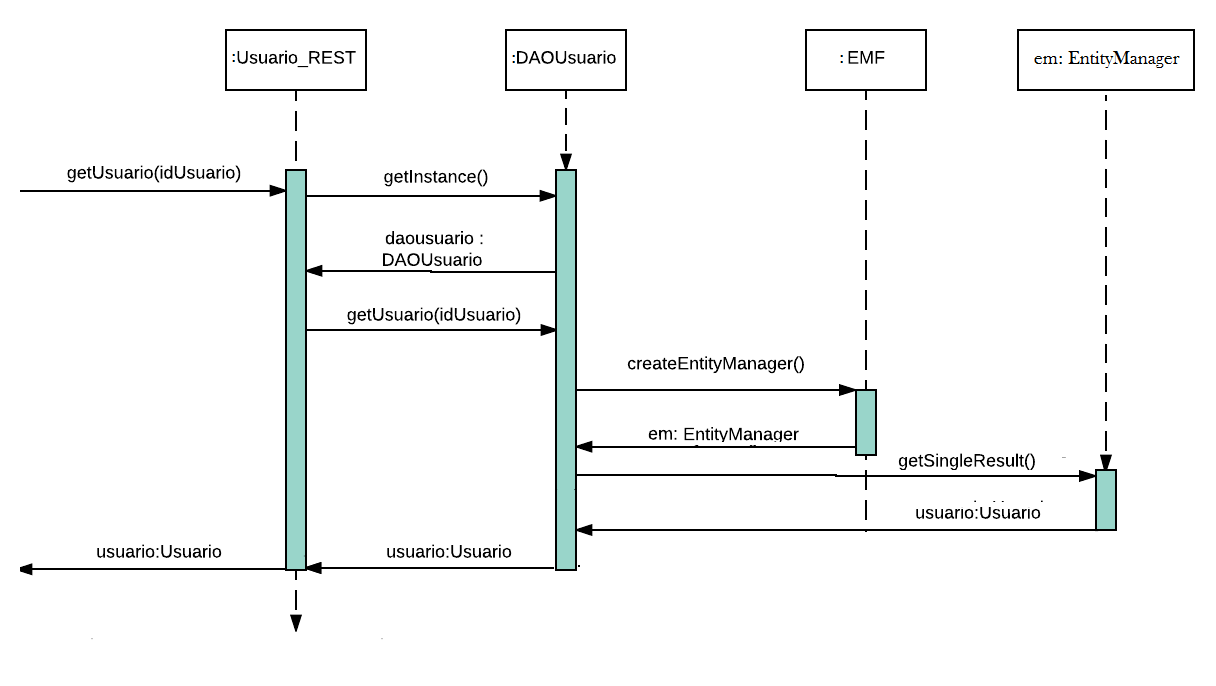 :Usuario_REST
:DAOUsuario
: EMF
em: EntityManager
getUsuario(idUsuario)
getInstance()
daousuario :
DAOUsuario
getUsuario(idUsuario)
createEntityManager()
em: EntityManager
getSingleResult()
usuario:Usuario
usuario:Usuario
usuario:Usuario